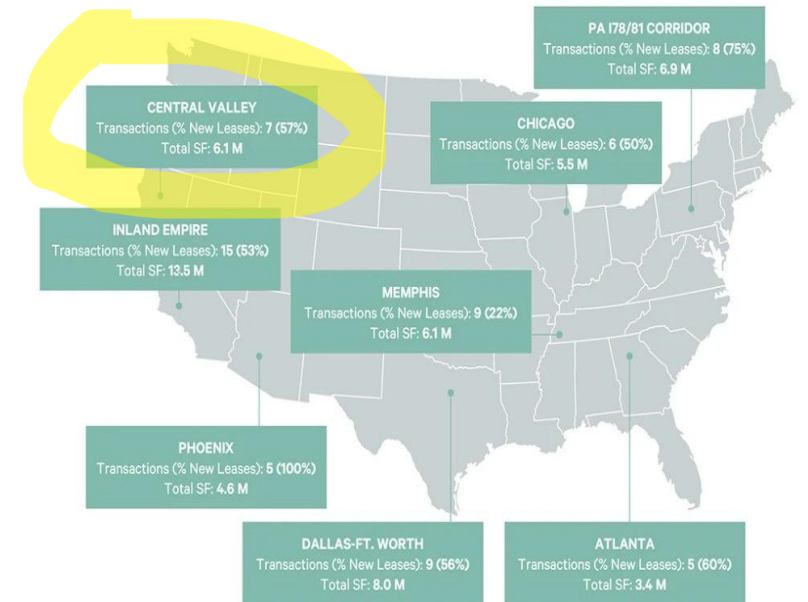 PA I78/81 CORRIDOR
Transactions (% New Leases): 8 (75%)
Total SF: 6.9 M
CENTRAL VALLEY
Transactions (% New Leases): 7 (57%)
Total SF: 6.1 M
CHICAGO
Transactions (% New Leases): 6 (50%)
Total SF: 5.5 M
INLAND EMPIRE
Transactions (% New Leases): 15 (53%)
Total SF: 13.5 M
MEMPHIS
Transactions (% New Leases): 9 (22%)
Total SF: 6.1 M
PHOENIX
Transactions (% New Leases): 5 (100%)
Total SF: 4.6 M
DALLAS-FT. WORTH
Transactions (% New Leases): 9 (56%)
Total SF: 8.0 M
ATLANTA
Transactions (% New Leases): 5 (60%)
Total SF: 3.4 M